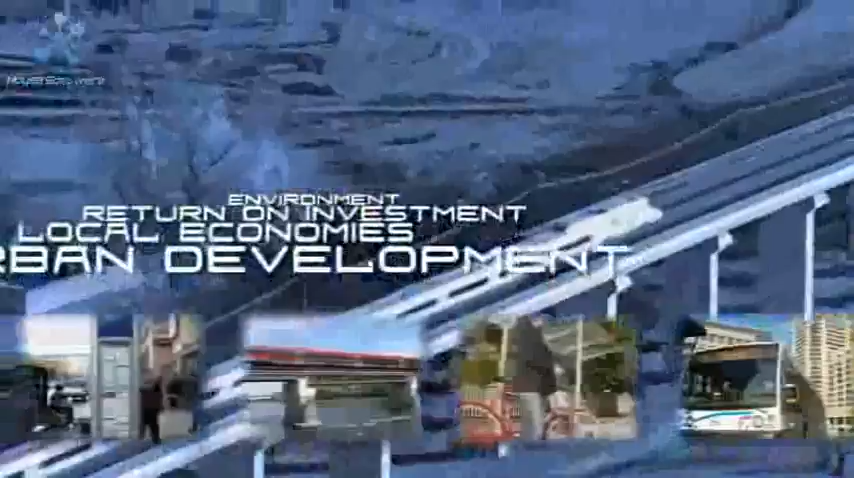 ENVIRONMENT
RETURN ON INVESTMENT
LOCAL ECONOMIES
RBAN DEVELOPMENT